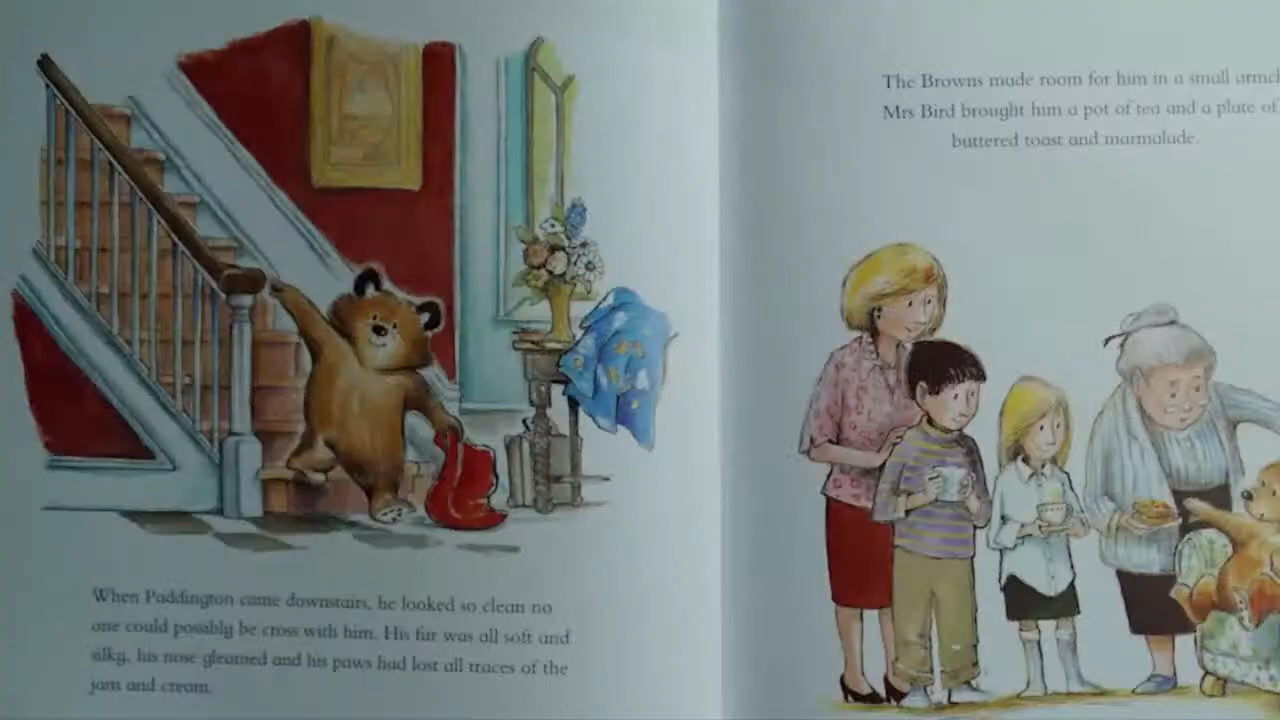 When Paddington came downstairs, he looked so clean no
one could possibly be cross with him. His fur was all soft and
silky, his nose gleamed and his paws had lost all traces of the
jam and cream.
The Browns made room for him in a small
Mrs Bird brought him a pot of tea and a plate of
buttered toast and marmalade.